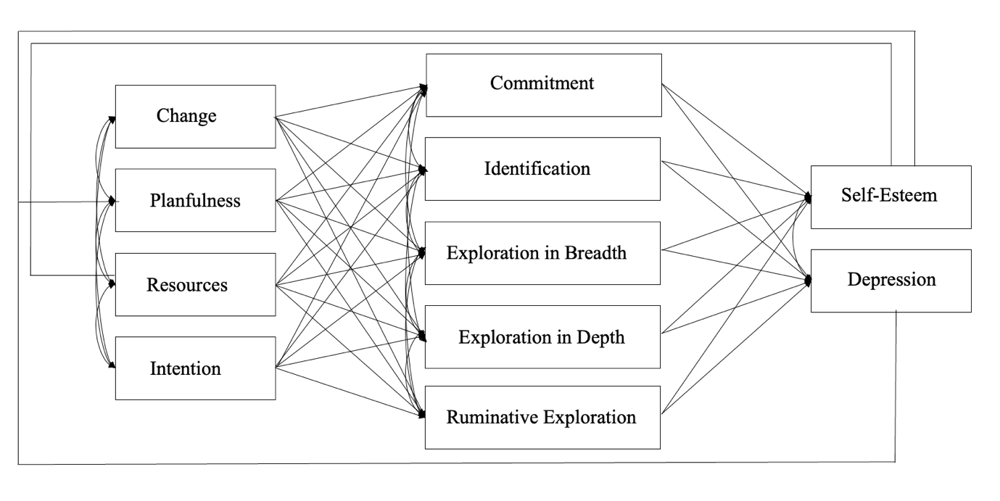 Change
Planfulness
Resources
Intention
Commitment
Identification
Exploration in Breadth
Exploration in Depth
Ruminative Exploration
Self-Esteem
Depression